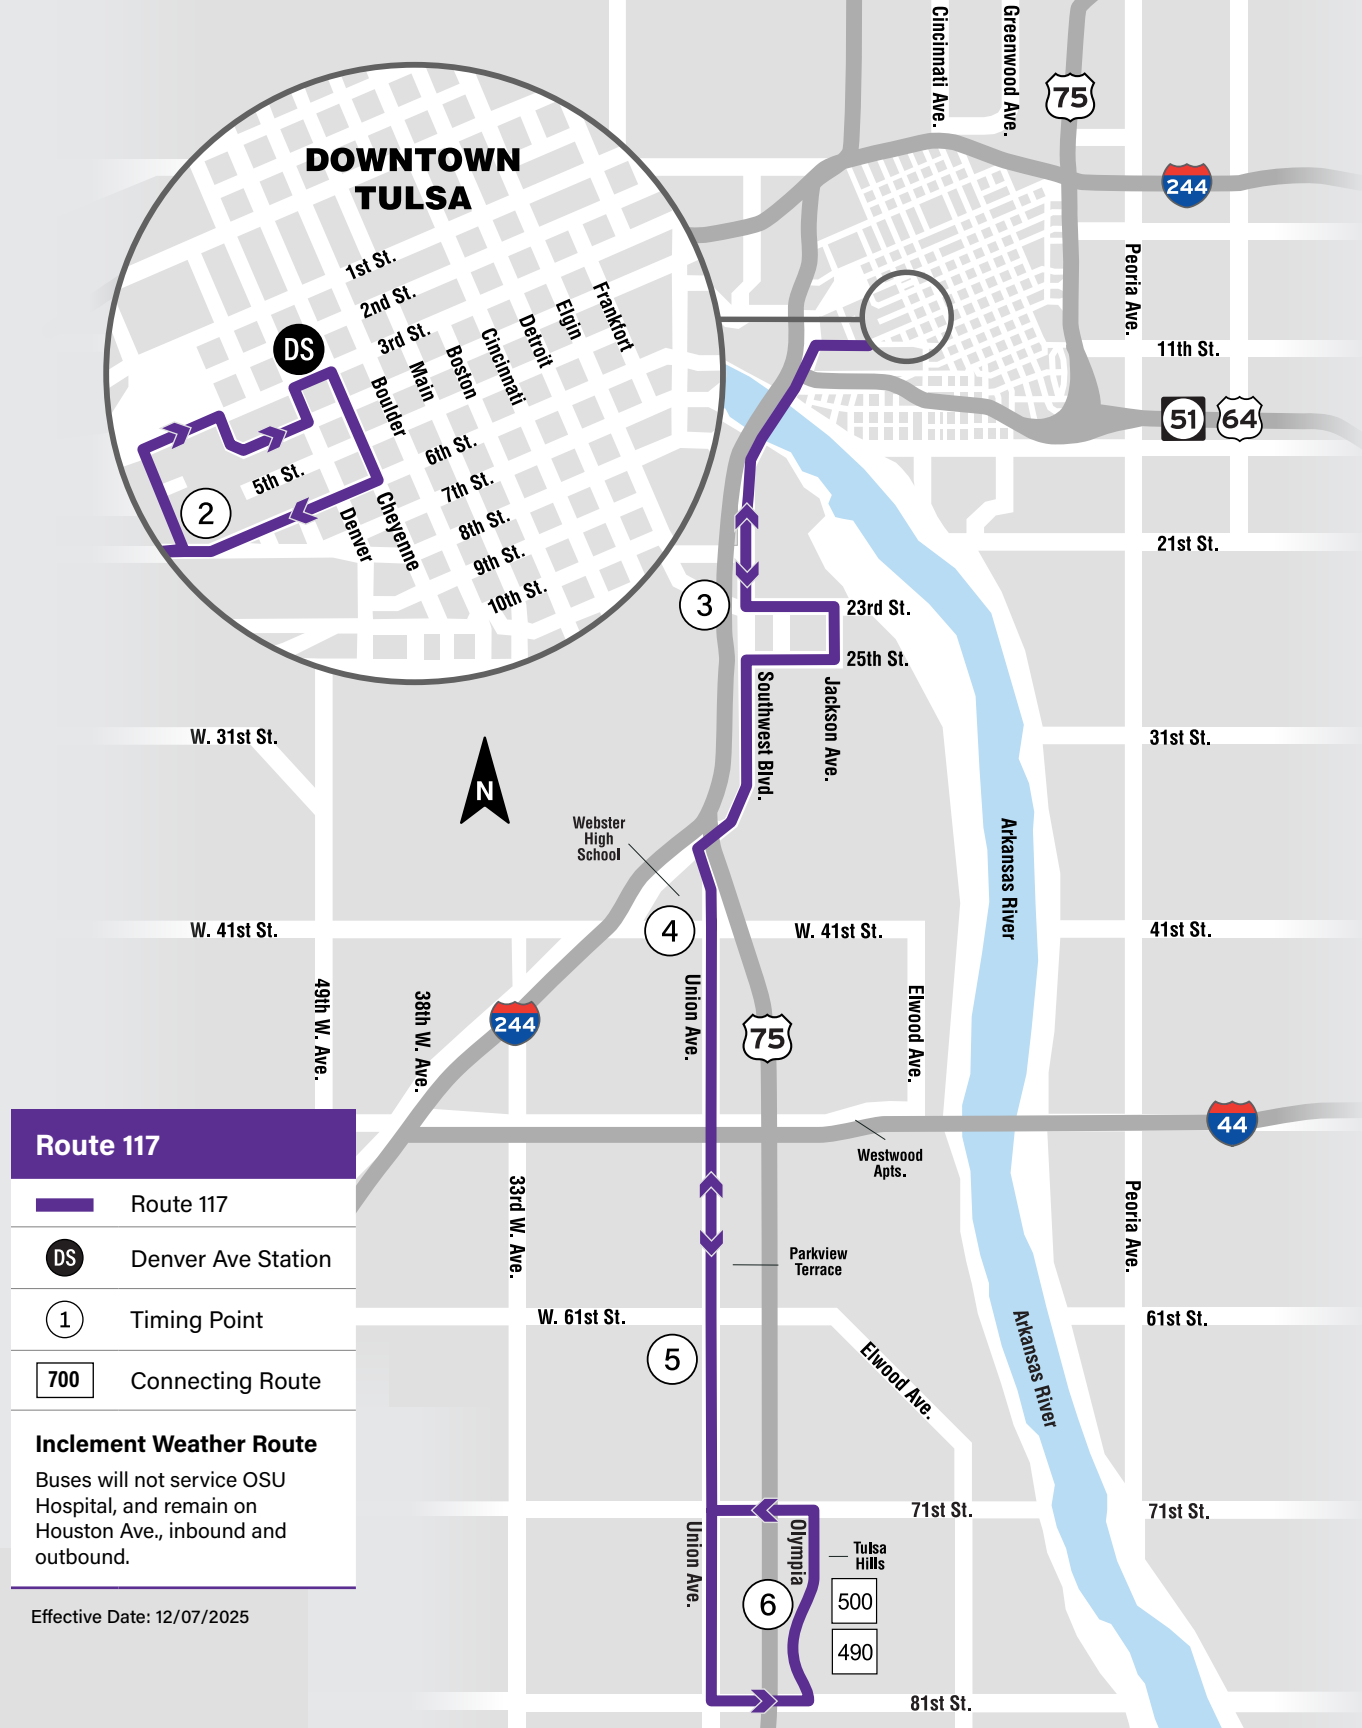 Cincinnati Ave.
Greenwood Ave.
75
244
DOWNTOWN
TULSA
1st St.
2nd St.
3rd St.
DS
Boulder
Main
Boston
Cincinnati
Detroit
Elgin
Frankfort
5th St.
6th St.
7th St.
8th St.
9th St.
10th St.
2
Denver
Cheyenne
Peoria Ave.
11th St.
51
64
21st St.
3
23rd St.
25th St.
Southwest Blvd.
Jackson Ave.
W. 31st St.
31st St.
N
Webster
High
School
Arkansas River
W. 41st St.
4
W. 41st St.
41st St.
49th W. Ave.
38th W. Ave.
244
Union Ave.
75
Elwood Ave.
44
Westwood
Apts.
Route 117
Route 117
DS
Denver Ave Station
1
Timing Point
700
Connecting Route
Inclement Weather Route
Buses will not service OSU
Hospital, and remain on
Houston Ave., inbound and
outbound.
Effective Date: 12/07/2025
33rd W. Ave.
Parkview
Terrace
Peoria Ave.
W. 61st St.
61st St.
Arkansas River
5
Elwood Ave.
71st St.
71st St.
Union Ave.
Olympia
Tulsa
Hills
6
500
490
81st St.